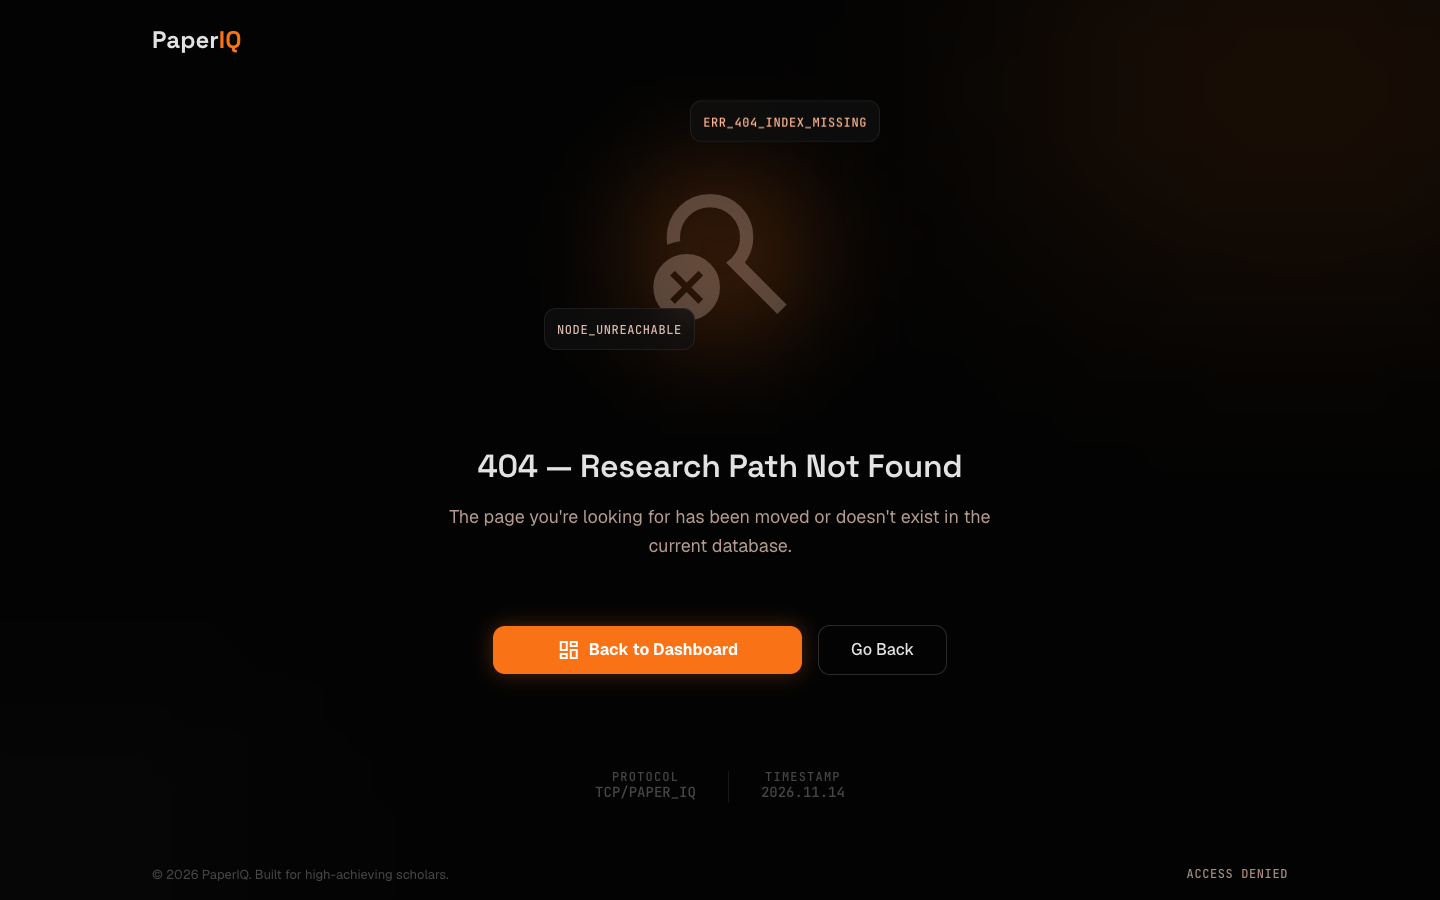 PaperIQ
ERR_404_INDEX_MISSING
NODE_UNREACHABLE
404 — Research Path Not Found
The page you're looking for has been moved or doesn't exist in the
current database.
Back to Dashboard
Go Back
PROTOCOL
TCP/PAPER_IQ
TIMESTAMP
2026.11.14
© 2026 PaperIQ. Built for high-achieving scholars.
ACCESS DENIED